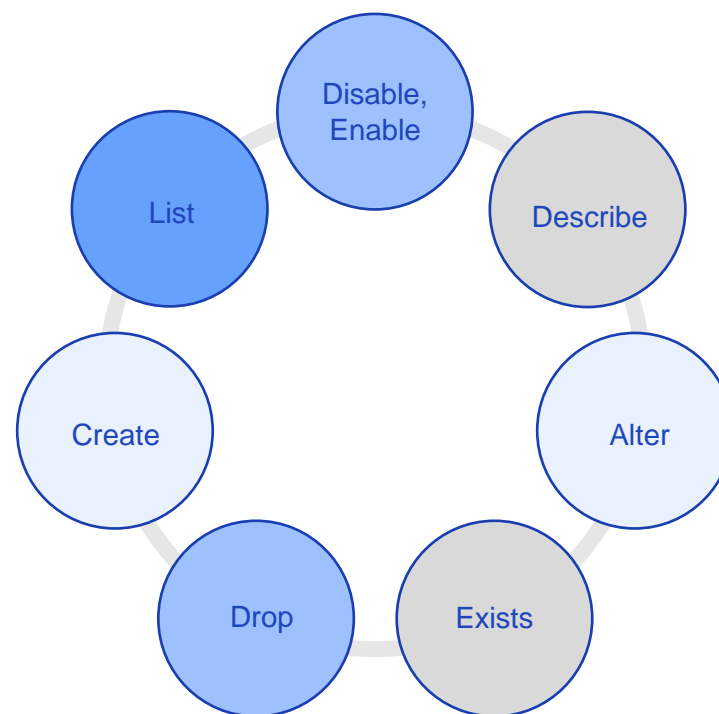 Disable,
Enable
List
Describe
Create
Alter
Drop
Exists